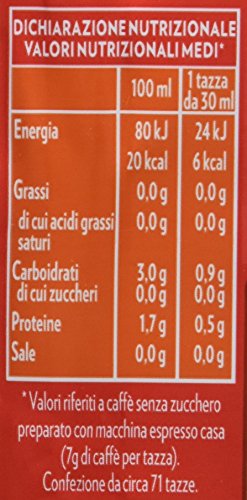 DICHIARAZIONE NUTRIZIONALE
VALORI NUTRIZIONALI MEDI*
100 ml 1 tazza
da 30 ml
Energia 80 kJ 24 kJ
20 kcal 6 kcal
Grassi 0,0 g 0,0 g
di cui acidi grassi 0,0 g 0,0 g
saturi
Carboidrati 3,0 g 0,9 g
di cui zuccheri 0,0 g 0,0 g
Proteine 1,7 g 0,5 g
Sale 0,0 g 0,0 g
*Valori riferiti a caffè senza zucchero
preparato con macchina espresso casa
(7g di caffè per tazza).
Confezione da circa 71 tazze.